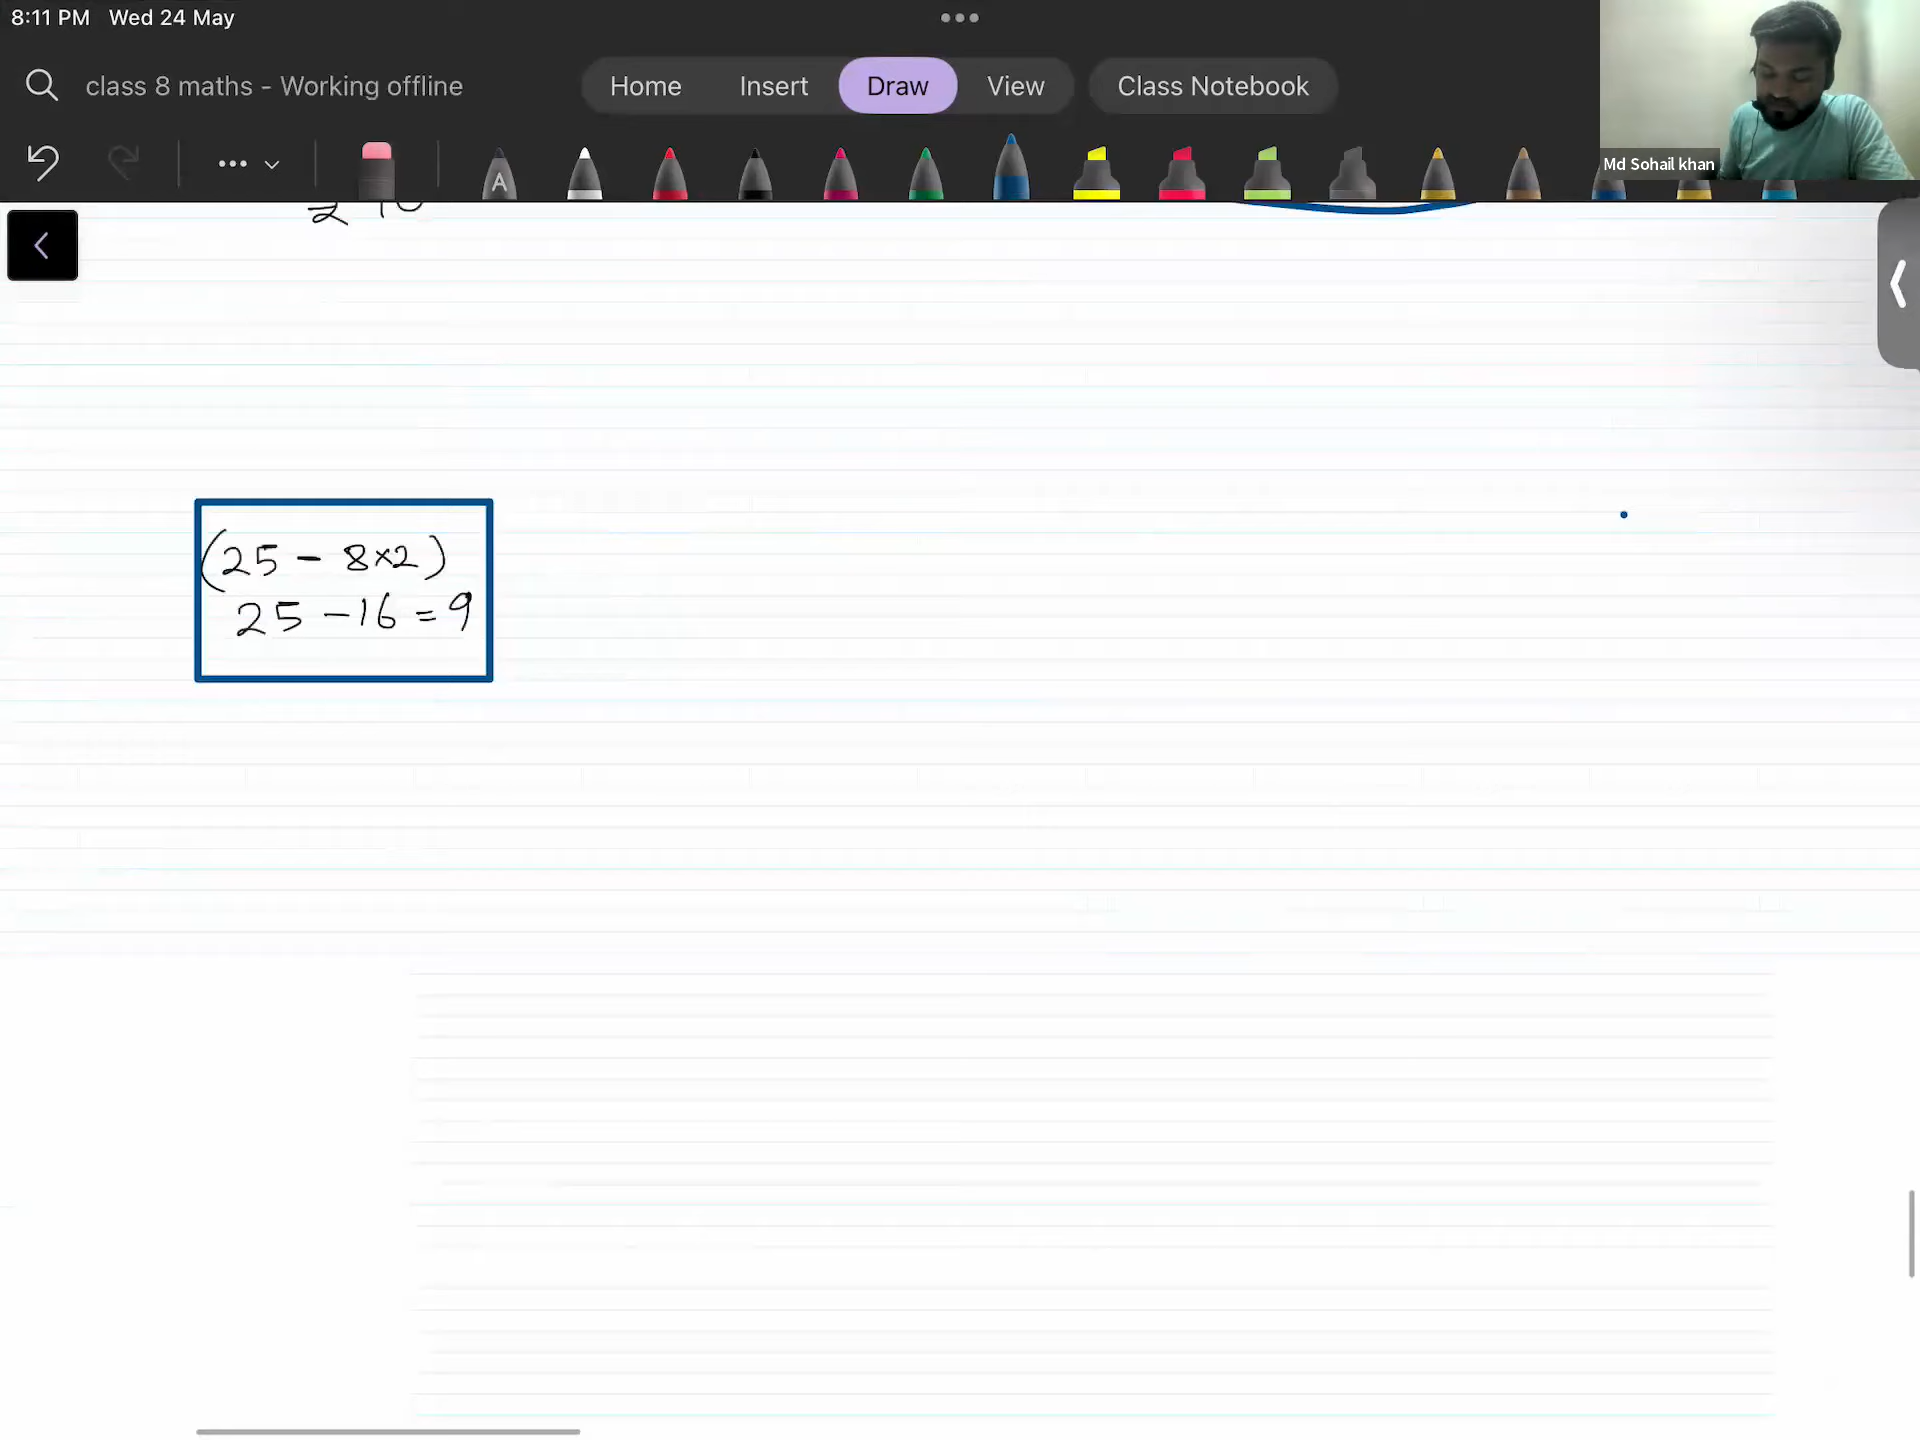 8:11 PM Wed 24 May
class 8 maths - Working offline
Home Insert Draw View Class Notebook
A
Md Sohail khan
(25 - 8×2)
25 - 16 = 9